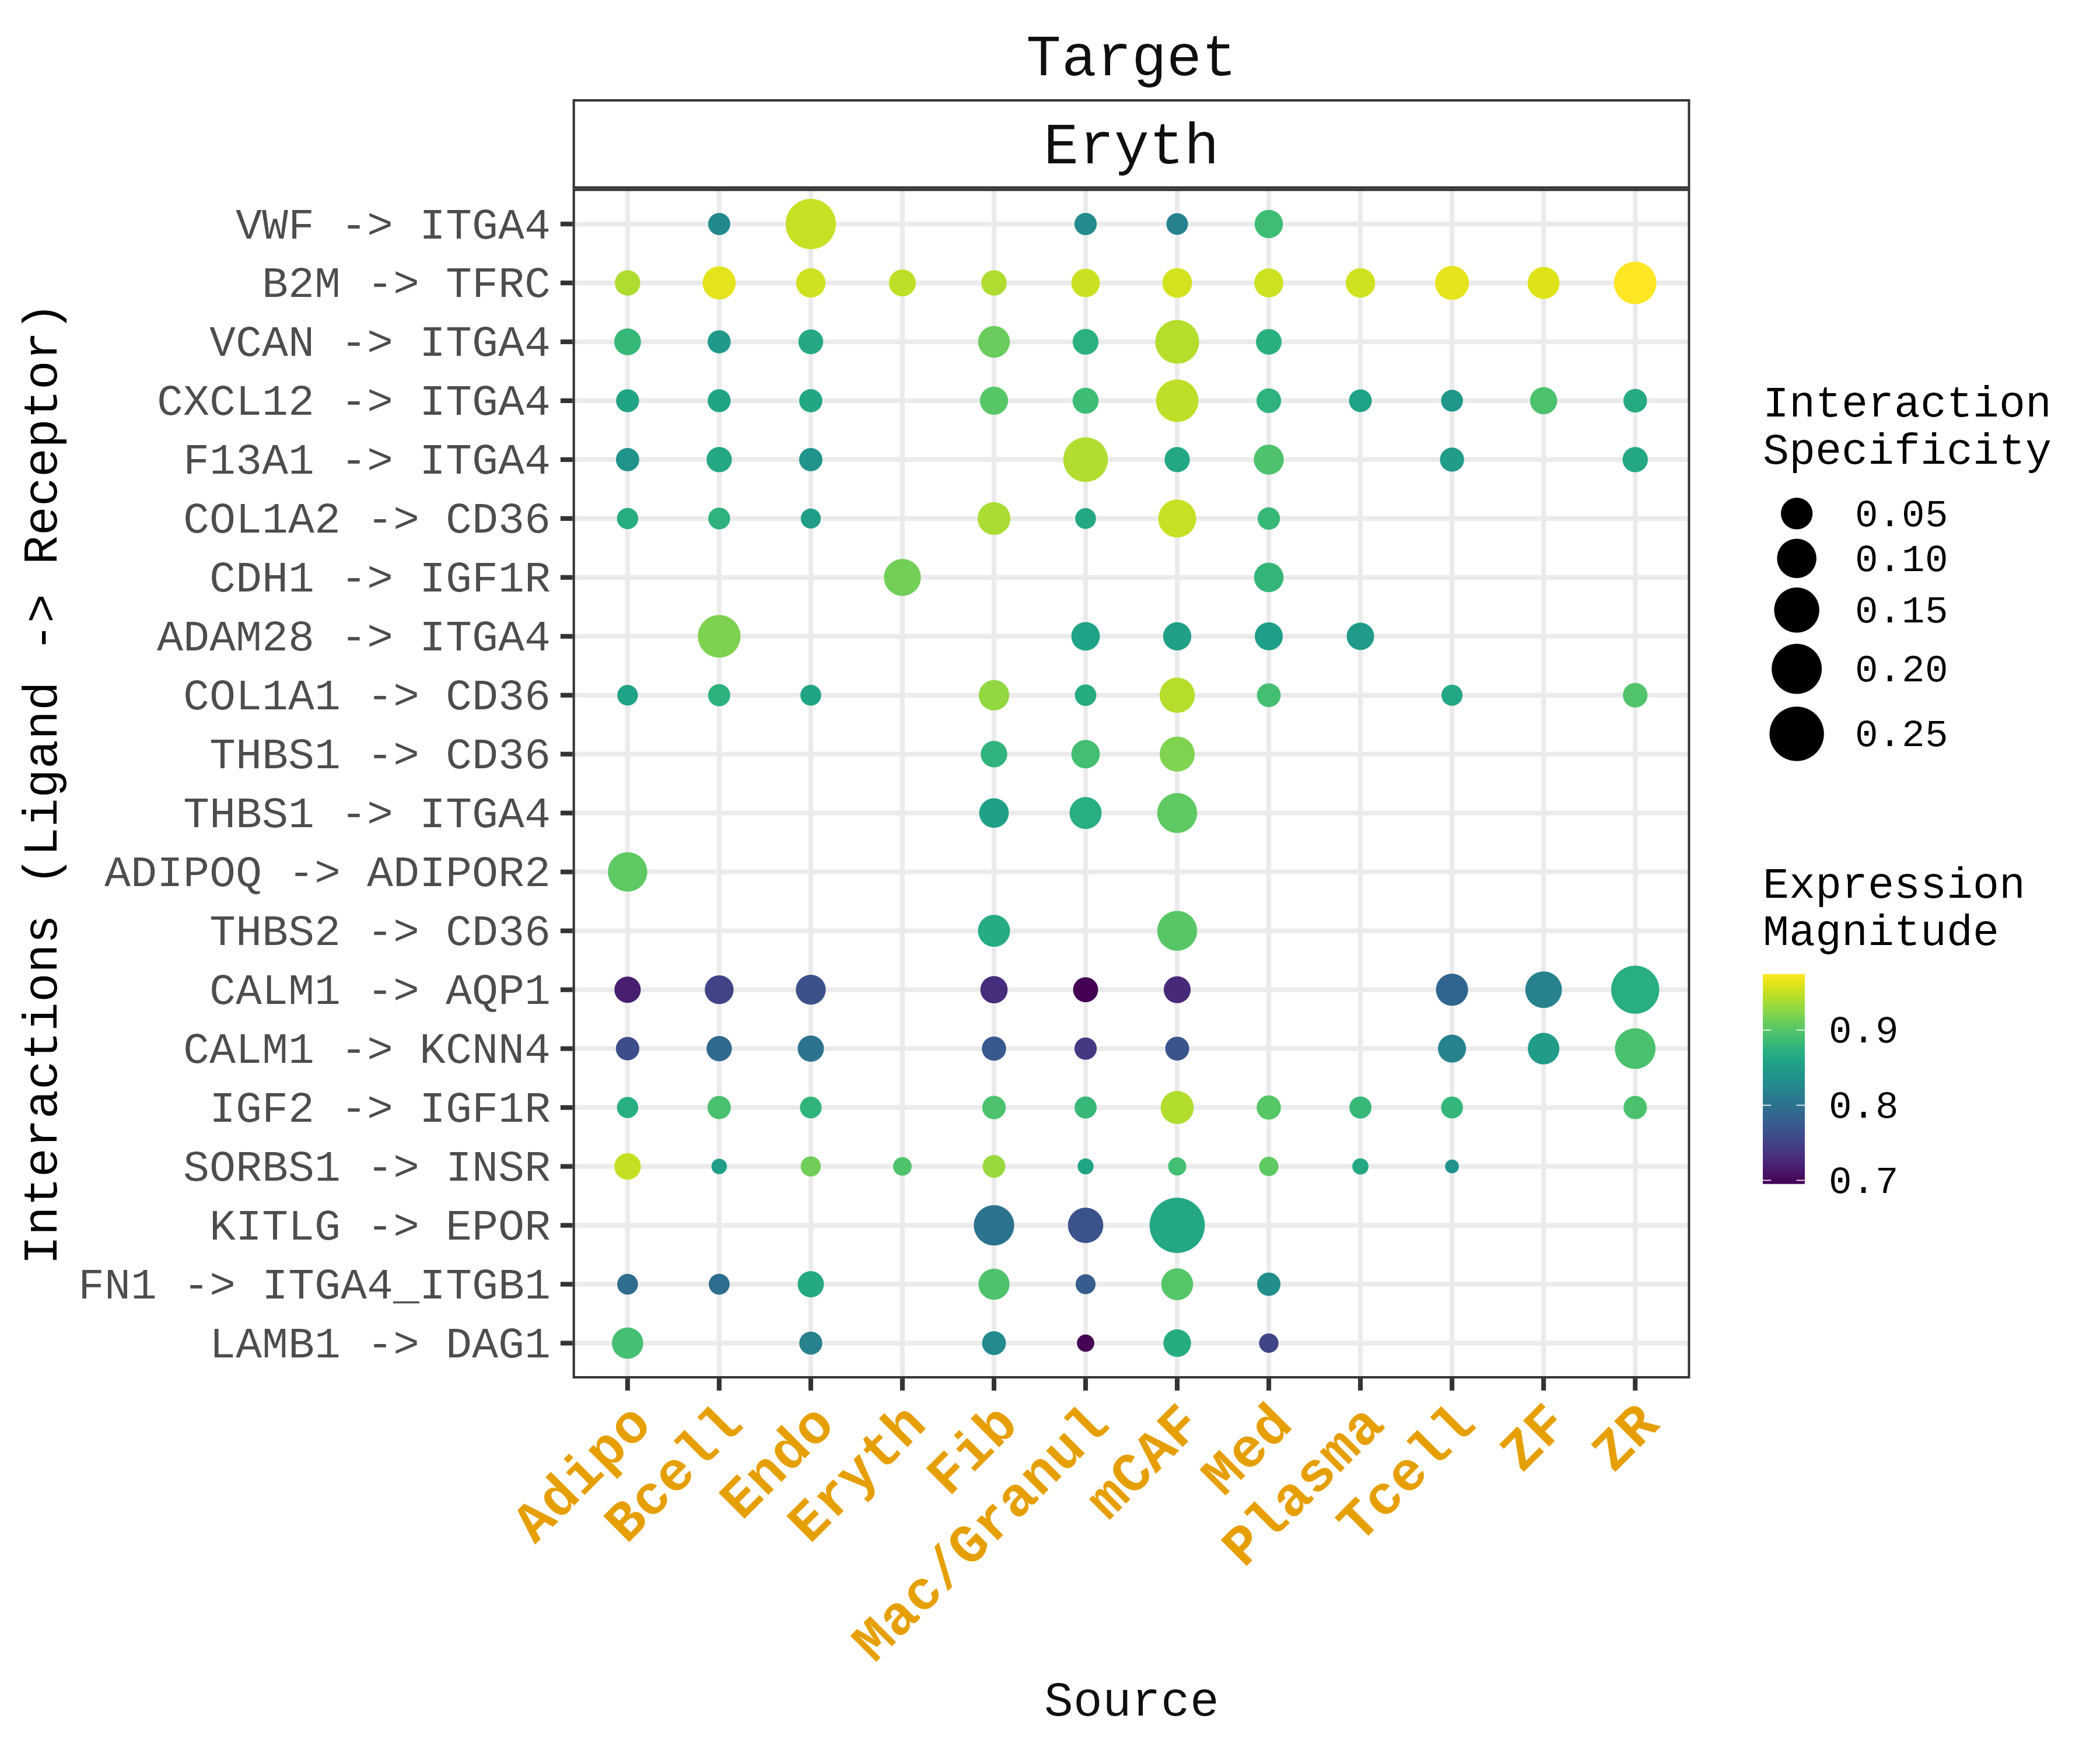 Target
Eryth
Interactions (Ligand -> Receptor)
VWF -> ITGA4
B2M -> TFRC
VCAN -> ITGA4
CXCL12 -> ITGA4
F13A1 -> ITGA4
COL1A2 -> CD36
CDH1 -> IGF1R
ADAM28 -> ITGA4
COL1A1 -> CD36
THBS1 -> CD36
THBS1 -> ITGA4
ADIPOQ -> ADIPOR2
THBS2 -> CD36
CALM1 -> AQP1
CALM1 -> KCNN4
IGF2 -> IGF1R
SORBS1 -> INSR
KITLG -> EPOR
FN1 -> ITGA4_ITGB1
LAMB1 -> DAG1
Adipo
Bcell
Endo
Eryth
Fib
Mac/Granul
mCAF
Med
Plasma
Tcell
ZF
ZR
Source
Interaction
Specificity
0.05
0.10
0.15
0.20
0.25
Expression
Magnitude
0.9
0.8
0.7